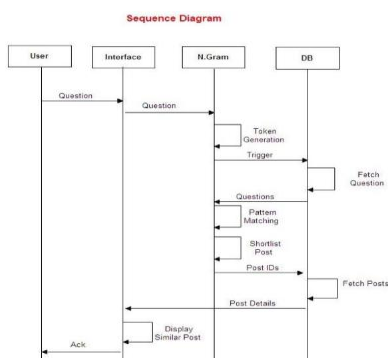 Sequence Diagram
User
Interface
N.Gram
DB
Question
Question
Token
Generation
Trigger
Fetch
Question
Questions
Pattern
Matching
Shortlist
Post
Post IDs
Fetch Posts
Post Details
Display
Similar Post
Ack